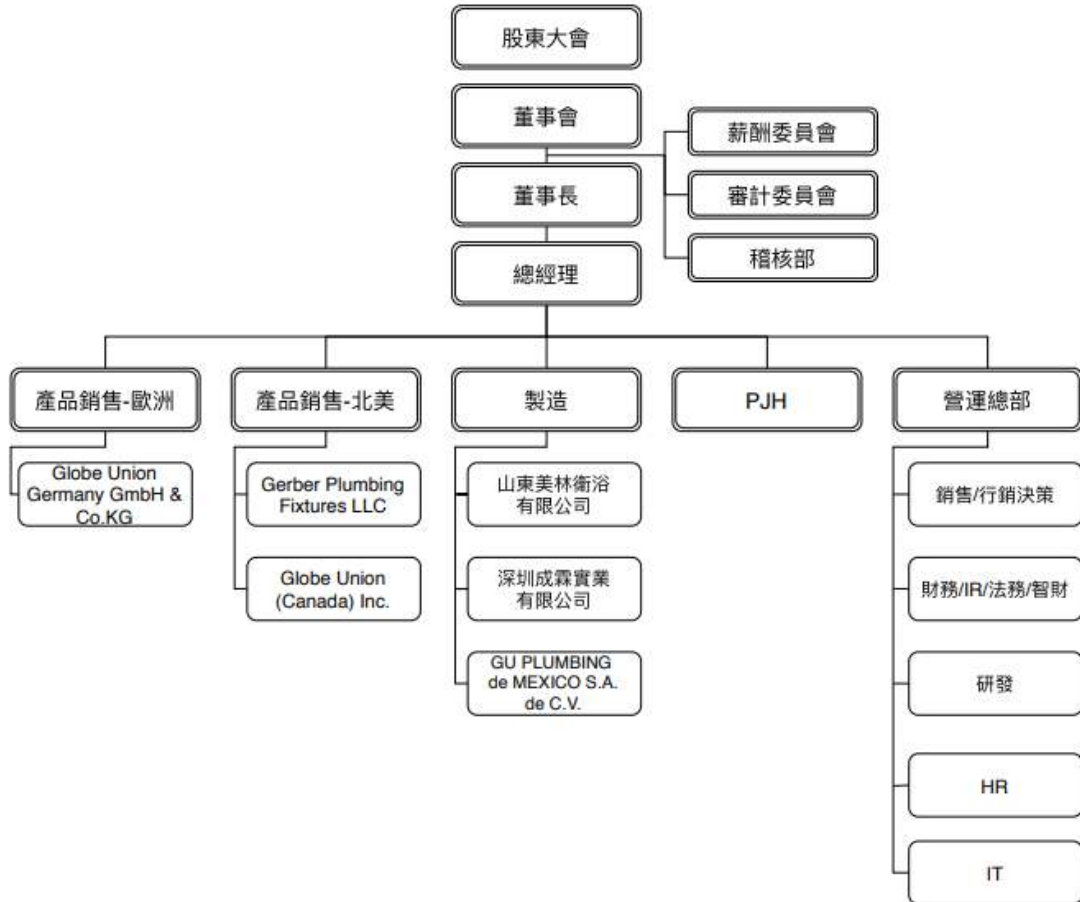 股東大會
董事會
薪酬委員會
審計委員會
董事長
稽核部
總經理
產品銷售-歐洲
產品銷售-北美
製造
PJH
營運總部
Globe Union
Germany GmbH &
Co.KG
Gerber Plumbing
Fixtures LLC
Globe Union
(Canada) Inc.
山東美林衛浴
有限公司
深圳成霖實業
有限公司
GU PLUMBING
de MEXICO S.A.
de C.V.
銷售/行銷決策
財務/IR/法務/智財
研發
HR
IT